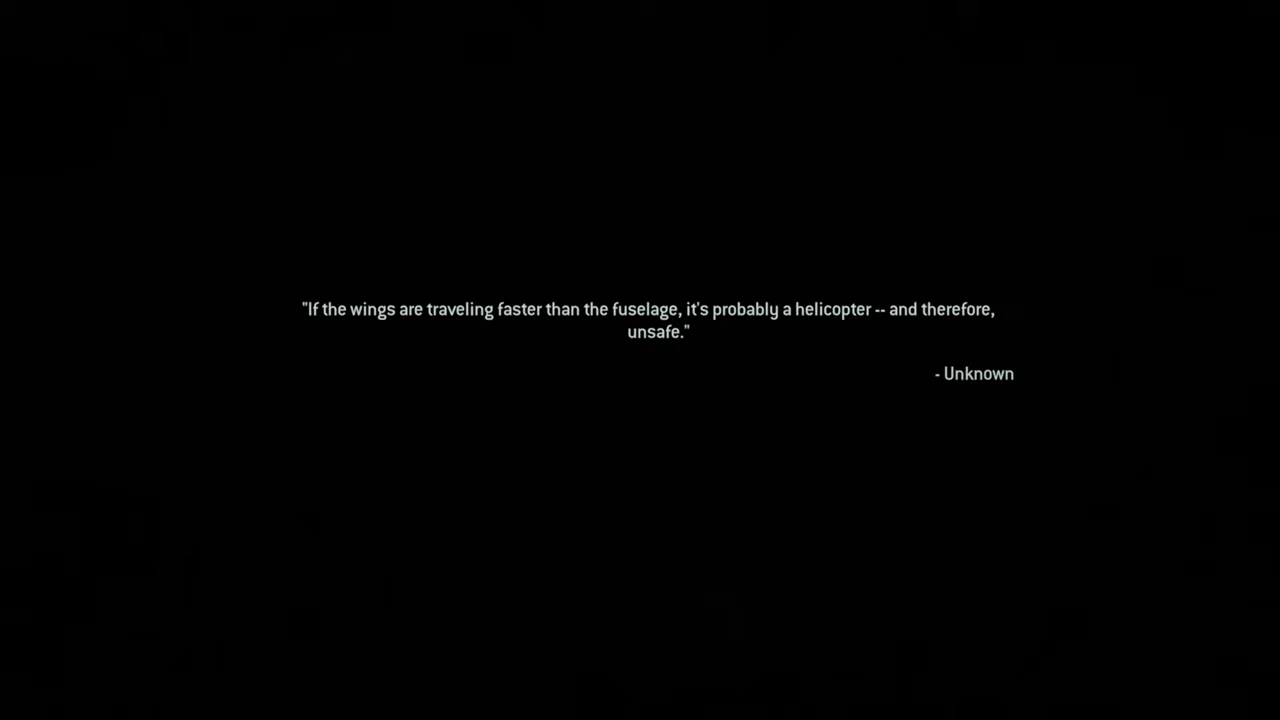 "If the wings are traveling faster than the fuselage, it's probably a helicopter -- and therefore,
unsafe."
- Unknown